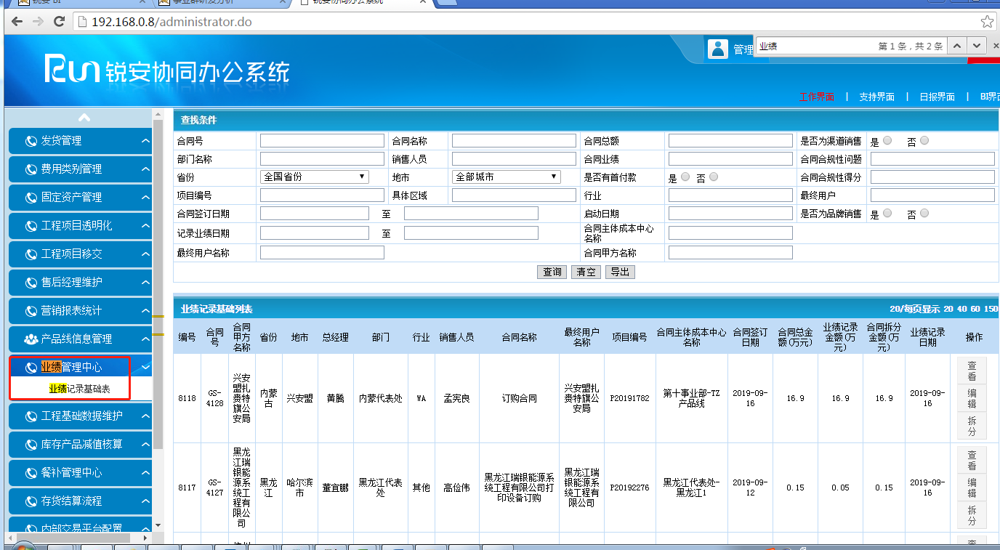 锐安 BI
事业群研发分析
锐安协同办公系统
192.168.0.8/administrator.do
Run 锐安协同办公系统
管理
业绩 第 1 条，共 2 条
工作界面 | 支持界面 | 日报界面 | BI界面
发货管理
费用类别管理
固定资产管理
工程项目透明化
工程项目移交
售后经理维护
营销报表统计
产品线信息管理
业绩管理中心
业绩记录基础表
工程基础数据维护
库存产品减值核算
餐补管理中心
存货结算流程
内部交易平台配置
查找条件
合同号 合同名称 合同总额 是否为渠道销售 是 否
部门名称 销售人员 合同业绩 合同合规性问题
省份 全国省份 地市 全部城市 是否有首付款 是 否 合同合规性得分
项目编号 具体区域 行业 最终用户
合同签订日期 至 启动日期 是否为品牌销售 是 否
记录业绩日期 至 合同主体成本中心
名称
最终用户名称 合同甲方名称
查询 清空 导出
业绩记录基础列表 20/每页显示 20 40 60 150
编号
合同
号
合同
甲方
名称
省份
地市
总经理
部门
行业
销售人员
合同名称
最终用户
名称
项目编号
合同主体成本中心
名称
合同签订
日期
合同总金
额(万元)
业绩记录
金额(万
元)
合同拆分
金额(万
元)
业绩记录
日期
操作
8118
GS-
4128
兴安
盟扎
赉特
旗公
安局
内蒙
古
兴安盟
黄腾
内蒙代表处
WA
孟宪良
订购合同
兴安盟扎
赉特旗公
安局
P20191782
第十事业部-TZ
产品线
2019-09-
16
16.9
16.9
16.9
2019-09-
16
查
看
编
辑
拆
分
8117
GS-
4127
黑龙
江瑞
银能
源系
统工
程有
限公
司
黑龙
江
哈尔滨
市
董宜鹏
黑龙江代表
处
其他
高俭伟
黑龙江瑞银能源系
统工程有限公司打
印设备订购
黑龙江瑞
银能源系
统工程有
限公司
P20192276
黑龙江代表处-
黑龙江1
2019-09-
12
0.15
0.05
0.15
2019-09-
16
查
看
编
辑
拆
分
杭州
查